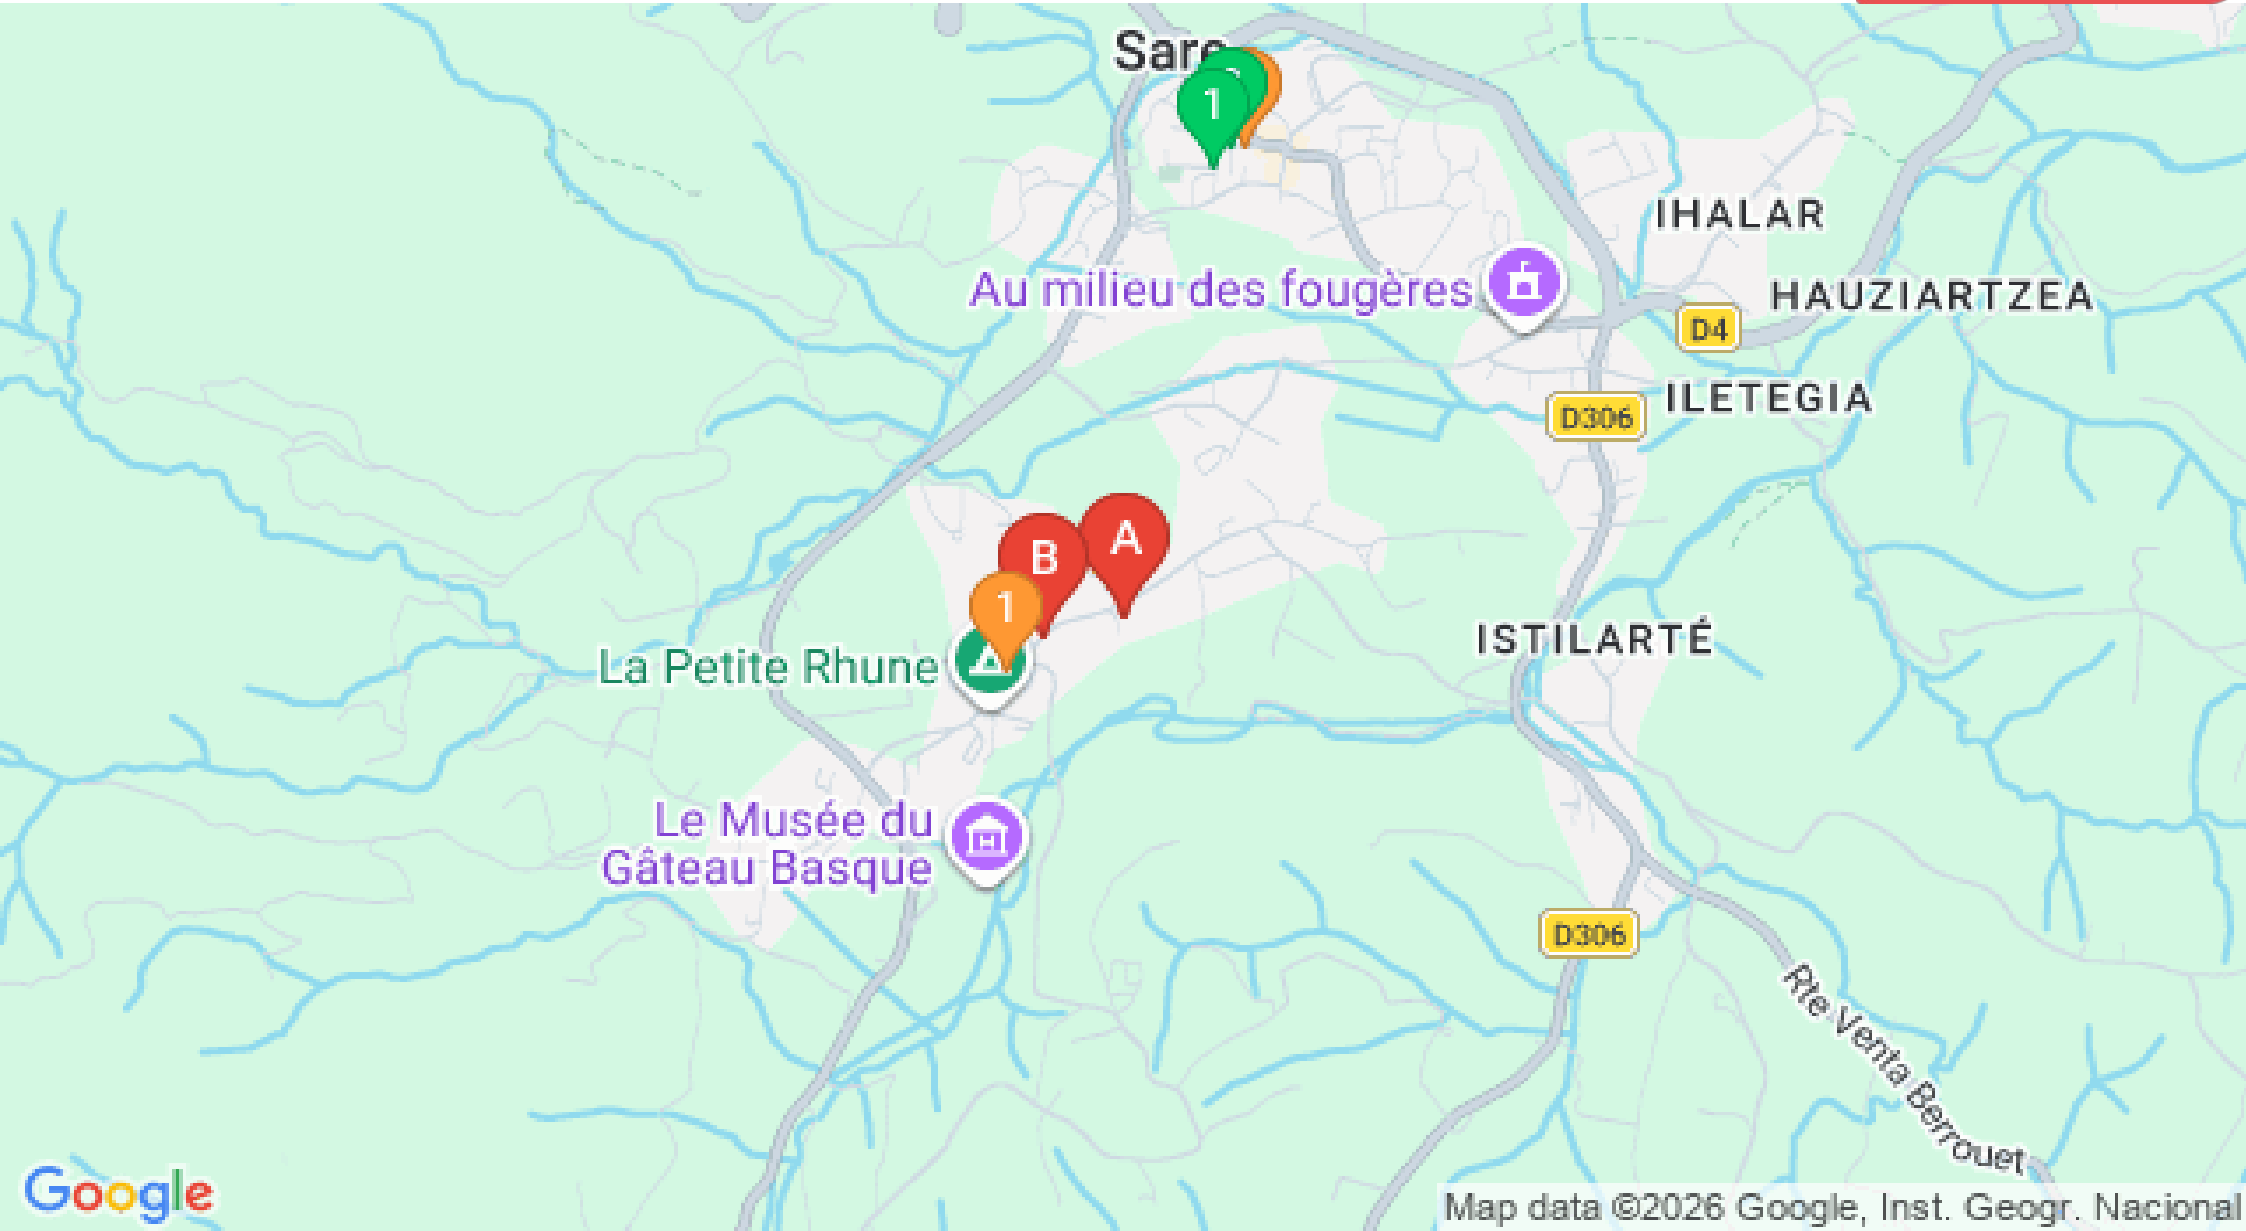 Sare
1
IHALAR
Au milieu des fougères
HAUZIARTZEA
D4
ILETEGIA
D306
A
B
1
ISTILARTÉ
La Petite Rhune
Le Musée du
Gâteau Basque
D306
Rte Venta Berrouet
Google
Map data ©2026 Google, Inst. Geogr. Nacional